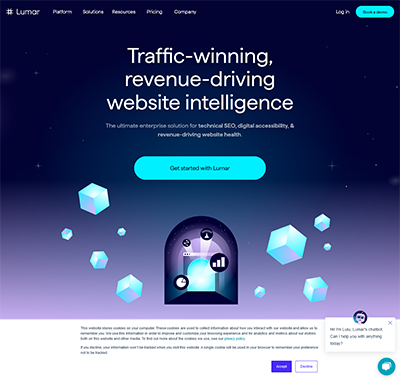 Lumar
Platform Solutions Resources Pricing Company
Log in
Book a demo
Traffic-winning,
revenue-driving
website intelligence
The ultimate enterprise solution for technical SEO, digital accessibility, &
revenue-driving website health.
Get started with Lumar
This website stores cookies on your computer. These cookies are used to collect information about how you interact with our website and allow us to
remember you. We use this information in order to improve and customize your browsing experience and for analytics and metrics about our visitors
both on this website and other media. To find out more about the cookies we use, see our privacy policy.
If you decline, your information won't be tracked when you visit this website. A single cookie will be used in your browser to remember your preference
not to be tracked.
Accept
Decline
Hi! I'm Lulu, Lumar's chatbot.
Can I help you with anything
today?